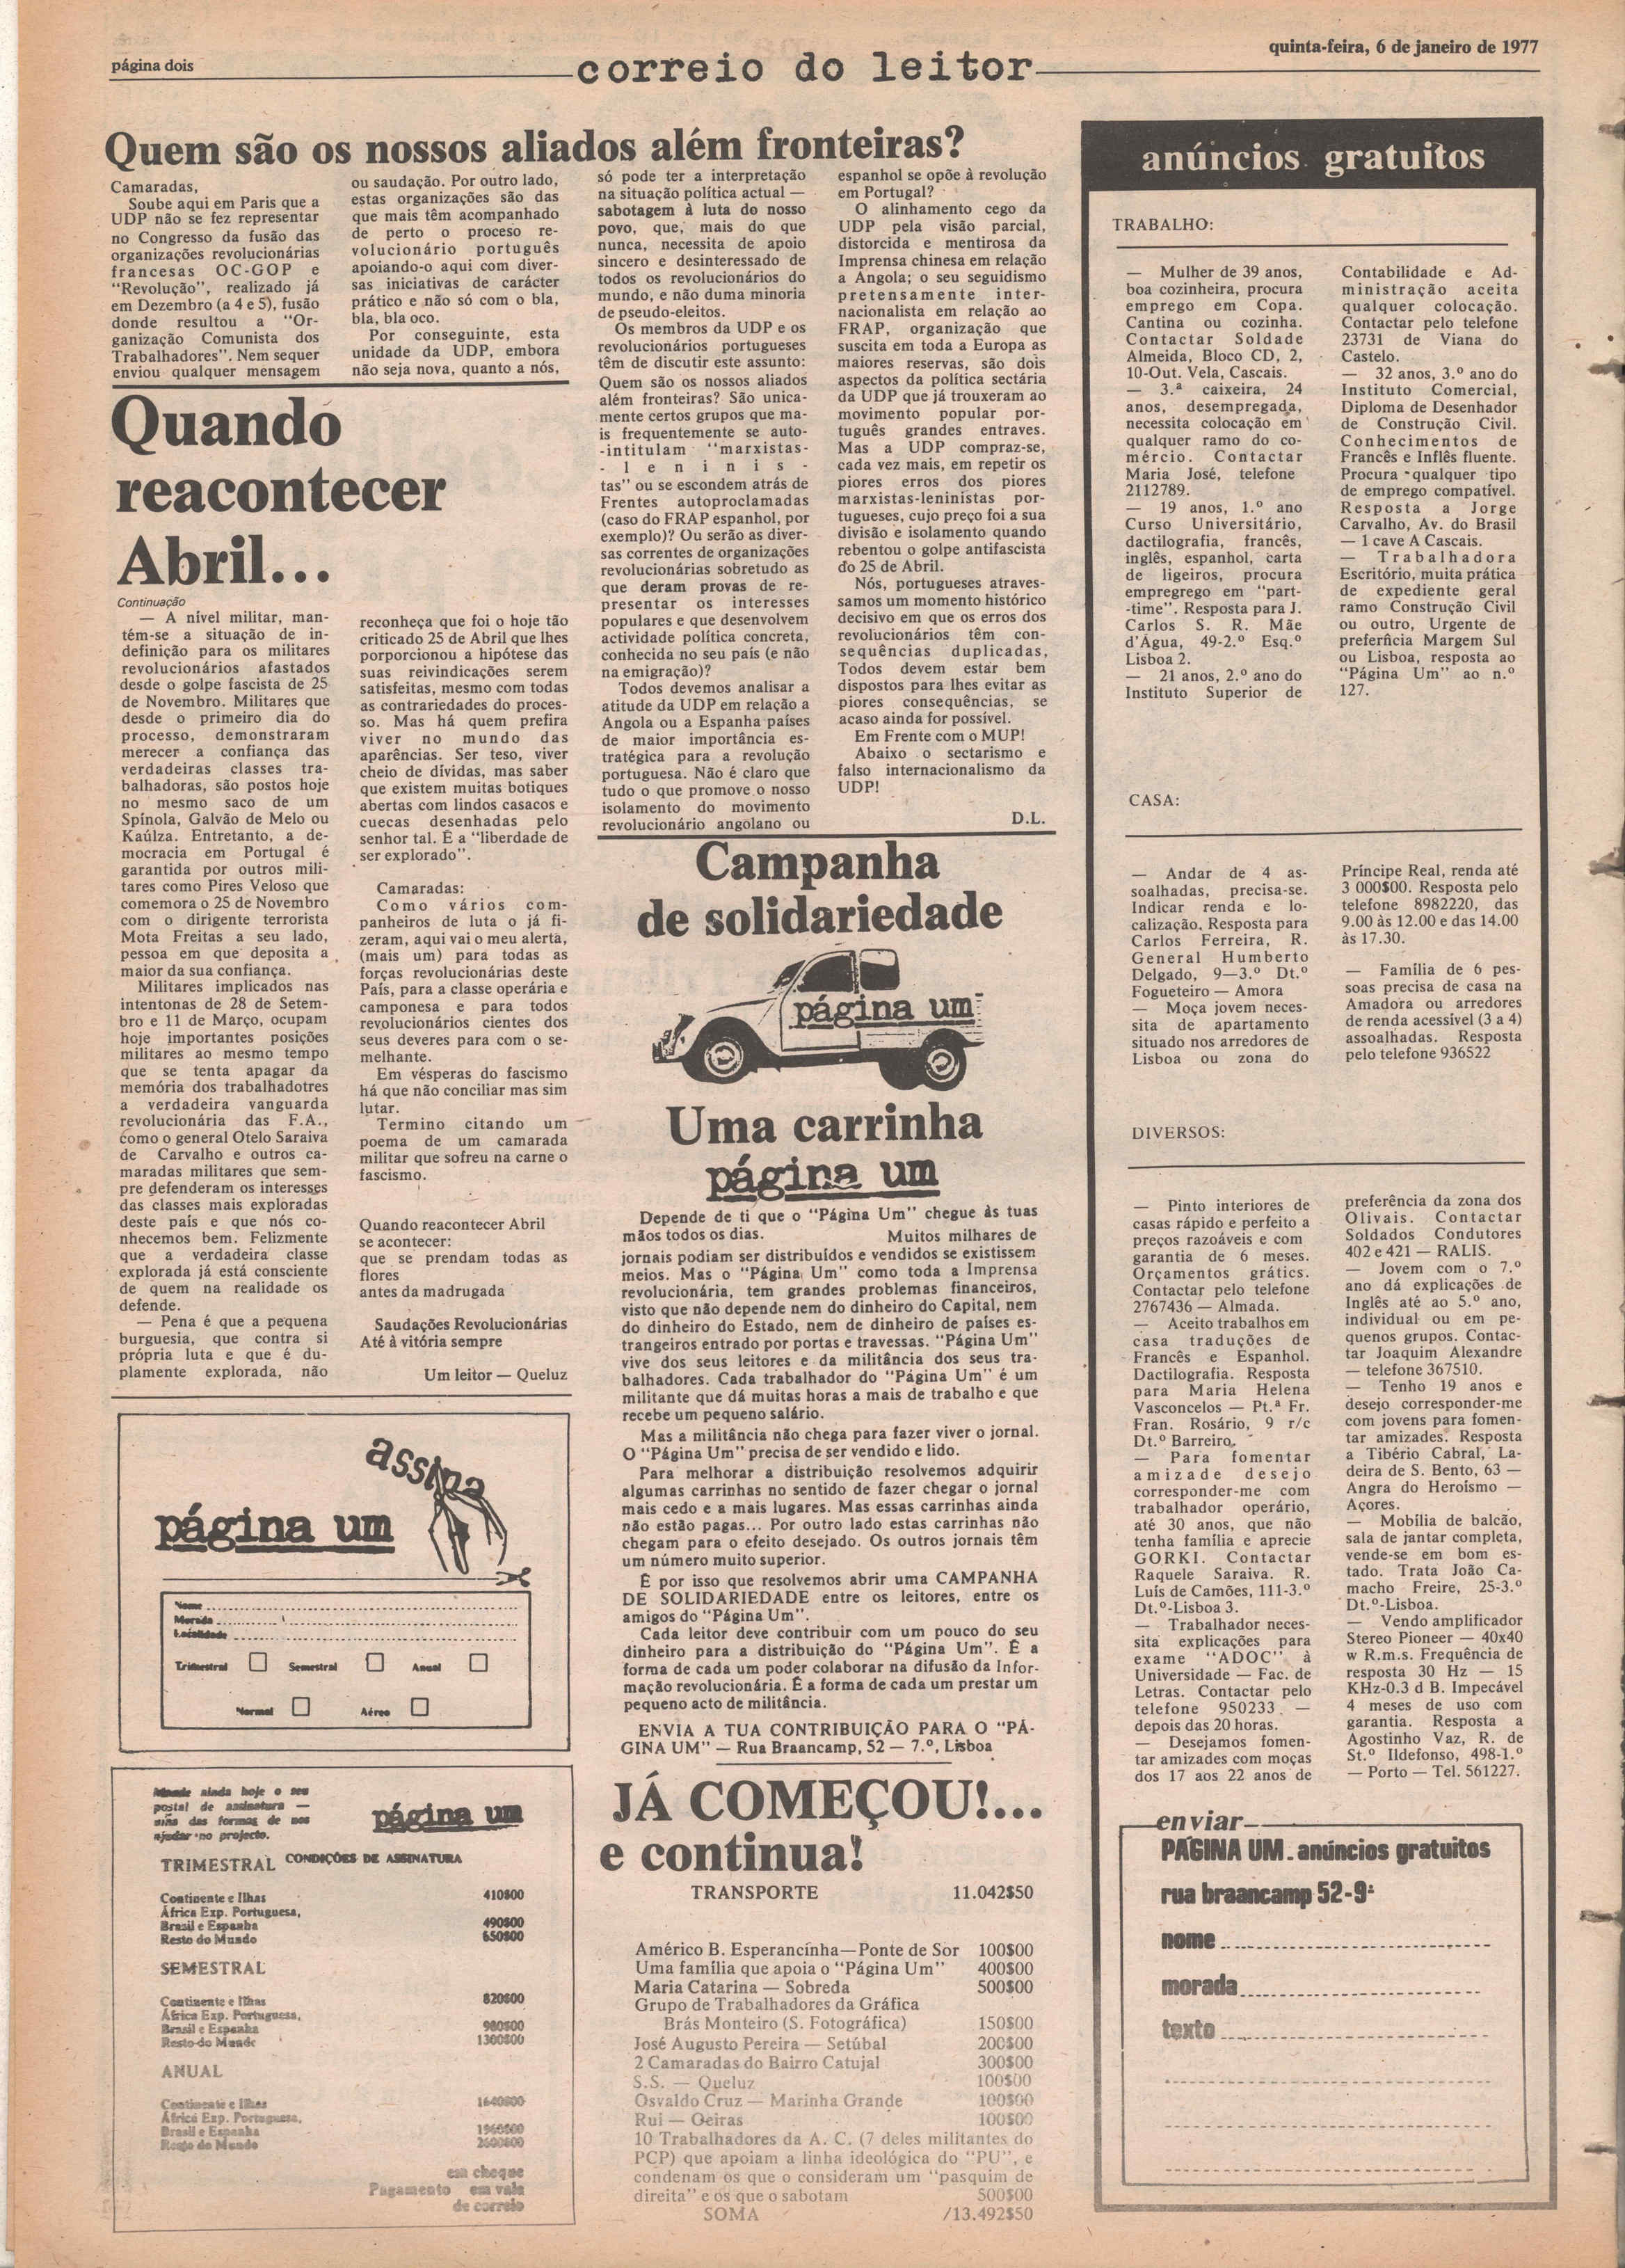 página dois
correio do leitor
quinta-feira, 6 de janeiro de 1977
Quem são os nossos aliados além fronteiras?
Camaradas,
Soube aqui em Paris que a
UDP não se fez representar
no Congresso da fusão das
organizações revolucionárias
francesas OC-GOP e
"Revolução", realizado já
em Dezembro (a 4 e 5), fusão
donde resultou a "Or-
ganização Comunista dos
Trabalhadores". Nem sequer
enviou qualquer mensagem
ou saudação. Por outro lado,
estas organizações são das
que mais têm acompanhado
de perto o proceso re-
volucionário português
apoiando-o aqui com diver-
sas iniciativas de carácter
prático e não só com o bla,
bla, bla oco.
Por conseguinte, esta
unidade da UDP, embora
não seja nova, quanto a nós,
só pode ter a interpretação
na situação política actual —
sabotagem à luta do nosso
povo, que, mais do que
nunca, necessita de apoio
sincero e desinteressado de
todos os revolucionários do
mundo, e não duma minoria
de pseudo-eleitos.
Os membros da UDP e os
revolucionários portugueses
têm de discutir este assunto:
Quem são os nossos aliados
além fronteiras? São unica-
mente certos grupos que ma-
is frequentemente se auto-
-intitulam "marxistas-
- l e n i n i s -
tas" ou se escondem atrás de
Frentes autoproclamadas
(caso do FRAP espanhol, por
exemplo)? Ou serão as diver-
sas correntes de organizações
revolucionárias sobretudo as
que deram provas de re-
presentar os interesses
populares e que desenvolvem
actividade política concreta,
conhecida no seu país (e não
na emigração)?
Todos devemos analisar a
atitude da UDP em relação a
Angola ou a Espanha países
de maior importância es-
tratégica para a revolução
portuguesa. Não é claro que
tudo o que promove o nosso
isolamento do movimento
revolucionário angolano ou
espanhol se opõe à revolução
em Portugal?
O alinhamento cego da
UDP pela visão parcial,
distorcida e mentirosa da
Imprensa chinesa em relação
a Angola; o seu seguidismo
pretensamente inter-
nacionalista em relação ao
FRAP, organização que
suscita em toda a Europa as
maiores reservas, são dois
aspectos da política sectária
da UDP que já trouxeram ao
movimento popular por-
tuguês grandes entraves.
Mas a UDP compraz-se,
cada vez mais, em repetir os
piores erros dos piores
marxistas-leninistas por-
tugueses, cujo preço foi a sua
divisão e isolamento quando
rebentou o golpe antifascista
do 25 de Abril.
Nós, portugueses atraves-
samos um momento histórico
decisivo em que os erros dos
revolucionários têm con-
sequências duplicadas,
Todos devem estar bem
dispostos para lhes evitar as
piores consequências, se
acaso ainda for possível.
Em Frente com o MUP!
Abaixo o sectarismo e
falso internacionalismo da
UDP!
D.L.
Quando
reacontecer
Abril...
Continuação
— A nível militar, man-
tém-se a situação de in-
definição para os militares
revolucionários afastados
desde o golpe fascista de 25
de Novembro. Militares que
desde o primeiro dia do
processo, demonstraram
merecer a confiança das
verdadeiras classes tra-
balhadoras, são postos hoje
no mesmo saco de um
Spínola, Galvão de Melo ou
Kaúlza. Entretanto, a de-
mocracia em Portugal é
garantida por outros mili-
tares como Pires Veloso que
comemora o 25 de Novembro
com o dirigente terrorista
Mota Freitas a seu lado,
pessoa em que deposita a
maior da sua confiança.
Militares implicados nas
intentonas de 28 de Setem-
bro e 11 de Março, ocupam
hoje importantes posições
militares ao mesmo tempo
que se tenta apagar da
memória dos trabalhadotres
a verdadeira vanguarda
revolucionária das F.A.,
como o general Otelo Saraiva
de Carvalho e outros ca-
maradas militares que sem-
pre defenderam os interesses
das classes mais exploradas
deste país e que nós co-
nhecemos bem. Felizmente
que a verdadeira classe
explorada já está consciente
de quem na realidade os
defende.
— Pena é que a pequena
burguesia, que contra si
própria luta e que é du-
plamente explorada, não
reconheça que foi o hoje tão
criticado 25 de Abril que lhes
porporcionou a hipótese das
suas reivindicações serem
satisfeitas, mesmo com todas
as contrariedades do proces-
so. Mas há quem prefira
viver no mundo das
aparências. Ser teso, viver
cheio de dívidas, mas saber
que existem muitas botiques
abertas com lindos casacos e
cuecas desenhadas pelo
senhor tal. É a "liberdade de
ser explorado".
Camaradas:
Como vários com-
panheiros de luta o já fi-
zeram, aqui vai o meu alerta,
(mais um) para todas as
forças revolucionárias deste
País, para a classe operária e
camponesa e para todos
revolucionários cientes dos
seus deveres para com o se-
melhante.
Em vésperas do fascismo
há que não conciliar mas sim
lutar.
Termino citando um
poema de um camarada
militar que sofreu na carne o
fascismo.
Quando reacontecer Abril
se acontecer:
que se prendam todas as
flores
antes da madrugada
Saudações Revolucionárias
Até à vitória sempre
Um leitor — Queluz
assina
página um
Nome
Morada
Localidade
Trimestral
Semestral
Anual
Normal
Aéreo
Mande ainda hoje o seu
postal de assinatura —
uma das formas de nos
ajudar no projecto.
página um
TRIMESTRAL CONDIÇÕES DE ASSINATURA
Continente e Ilhas 410$00
África Exp. Portuguesa,
Brasil e Espanha 490$00
Resto do Mundo 650$00
SEMESTRAL
Continente e Ilhas 820$00
África Exp. Portuguesa,
Brasil e Espanha 980$00
Resto do Mundo 1300$00
ANUAL
Continente e Ilhas 1640$00
África Exp. Portuguesa,
Brasil e Espanha 1960$00
Resto do Mundo 2600$00
em cheque
Pagamento em vale
de correio
Campanha
de solidariedade
página um
Uma carrinha
página um
Depende de ti que o "Página Um" chegue às tuas
mãos todos os dias. Muitos milhares de
jornais podiam ser distribuídos e vendidos se existissem
meios. Mas o "Página Um" como toda a Imprensa
revolucionária, tem grandes problemas financeiros,
visto que não depende nem do dinheiro do Capital, nem
do dinheiro do Estado, nem de dinheiro de países es-
trangeiros entrado por portas e travessas. "Página Um"
vive dos seus leitores e da militância dos seus tra-
balhadores. Cada trabalhador do "Página Um" é um
militante que dá muitas horas a mais de trabalho e que
recebe um pequeno salário.
Mas a militância não chega para fazer viver o jornal.
O "Página Um" precisa de ser vendido e lido.
Para melhorar a distribuição resolvemos adquirir
algumas carrinhas no sentido de fazer chegar o jornal
mais cedo e a mais lugares. Mas essas carrinhas ainda
não estão pagas... Por outro lado estas carrinhas não
chegam para o efeito desejado. Os outros jornais têm
um número muito superior.
É por isso que resolvemos abrir uma CAMPANHA
DE SOLIDARIEDADE entre os leitores, entre os
amigos do "Página Um".
Cada leitor deve contribuir com um pouco do seu
dinheiro para a distribuição do "Página Um". É a
forma de cada um poder colaborar na difusão da Infor-
mação revolucionária. É a forma de cada um prestar um
pequeno acto de militância.
ENVIA A TUA CONTRIBUIÇÃO PARA O "PÁ-
GINA UM" — Rua Braancamp, 52 — 7.º, Lisboa
JÁ COMEÇOU!...
e continua!
TRANSPORTE 11.042$50
Américo B. Esperancinha—Ponte de Sor 100$00
Uma família que apoia o "Página Um" 400$00
Maria Catarina — Sobreda 500$00
Grupo de Trabalhadores da Gráfica
Brás Monteiro (S. Fotográfica) 150$00
José Augusto Pereira — Setúbal 200$00
2 Camaradas do Bairro Catujal 300$00
S.S. — Queluz 100$00
Osvaldo Cruz — Marinha Grande 100$00
Rui — Oeiras 100$00
10 Trabalhadores da A. C. (7 deles militantes do
PCP) que apoiam a linha ideológica do "PU", e
condenam os que o consideram um "pasquim de
direita" e os que o sabotam 500$00
SOMA /13.492$50
anúncios gratuitos
TRABALHO:
— Mulher de 39 anos,
boa cozinheira, procura
emprego em Copa.
Cantina ou cozinha.
Contactar Soldade
Almeida, Bloco CD, 2,
10-Out. Vela, Cascais.
— 3.ª caixeira, 24
anos, desempregada,
necessita colocação em
qualquer ramo do co-
mércio. Contactar
Maria José, telefone
2112789.
— 19 anos, 1.º ano
Curso Universitário,
dactilografia, francês,
inglês, espanhol, carta
de ligeiros, procura
empregrego em "part-
-time". Resposta para J.
Carlos S. R. Mãe
d'Água, 49-2.º Esq.º
Lisboa 2.
— 21 anos, 2.º ano do
Instituto Superior de
Contabilidade e Ad-
ministração aceita
qualquer colocação.
Contactar pelo telefone
23731 de Viana do
Castelo.
— 32 anos, 3.º ano do
Instituto Comercial,
Diploma de Desenhador
de Construção Civil.
Conhecimentos de
Francês e Inflês fluente.
Procura qualquer tipo
de emprego compatível.
Resposta a Jorge
Carvalho, Av. do Brasil
— 1 cave A Cascais.
— Trabalhadora
Escritório, muita prática
de expediente geral
ramo Construção Civil
ou outro, Urgente de
preferñcia Margem Sul
ou Lisboa, resposta ao
"Página Um" ao n.º
127.
CASA:
— Andar de 4 as-
soalhadas, precisa-se.
Indicar renda e lo-
calização, Resposta para
Carlos Ferreira, R.
General Humberto
Delgado, 9—3.º Dt.º
Fogueteiro — Amora
— Moça jovem neces-
sita de apartamento
situado nos arredores de
Lisboa ou zona do
Príncipe Real, renda até
3 000$00. Resposta pelo
telefone 8982220, das
9.00 às 12.00 e das 14.00
às 17.30.
— Família de 6 pes-
soas precisa de casa na
Amadora ou arredores
de renda acessível (3 a 4)
assoalhadas. Resposta
pelo telefone 936522
DIVERSOS:
— Pinto interiores de
casas rápido e perfeito a
preços razoáveis e com
garantia de 6 meses.
Orçamentos grátics.
Contactar pelo telefone
2767436 — Almada.
— Aceito trabalhos em
casa traduções de
Francês e Espanhol.
Dactilografia. Resposta
para Maria Helena
Vasconcelos — Pt.ª Fr.
Fran. Rosário, 9 r/c
Dt.º Barreiro.
— Para fomentar
amizade desejo
corresponder-me com
trabalhador operário,
até 30 anos, que não
tenha família e aprecie
GORKI. Contactar
Raquele Saraiva. R.
Luís de Camões, 111-3.º
Dt.º-Lisboa 3.
— Trabalhador neces-
sita explicações para
exame "ADOC" à
Universidade — Fac. de
Letras. Contactar pelo
telefone 950233 —
depois das 20 horas.
— Desejamos fomen-
tar amizades com moças
dos 17 aos 22 anos de
preferência da zona dos
Olivais. Contactar
Soldados Condutores
402 e 421 — RALIS.
— Jovem com o 7.º
ano dá explicações de
Inglês até ao 5.º ano,
individual ou em pe-
quenos grupos. Contac-
tar Joaquim Alexandre
— telefone 367510.
— Tenho 19 anos e
desejo corresponder-me
com jovens para fomen-
tar amizades. Resposta
a Tibério Cabral, La-
deira de S. Bento, 63 —
Angra do Heroísmo —
Açores.
— Mobília de balcão,
sala de jantar completa,
vende-se em bom es-
tado. Trata João Ca-
macho Freire, 25-3.º
Dt.º-Lisboa.
— Vendo amplificador
Stereo Pioneer — 40x40
w R.m.s. Frequência de
resposta 30 Hz — 15
KHz-0.3 d B. Impecável
4 meses de uso com
garantia. Resposta a
Agostinho Vaz, R. de
St.º Ildefonso, 498-1.º
— Porto — Tel. 561227.
enviar
PÁGINA UM - anúncios gratuitos
rua braancamp 52-9º
nome
morada
texto